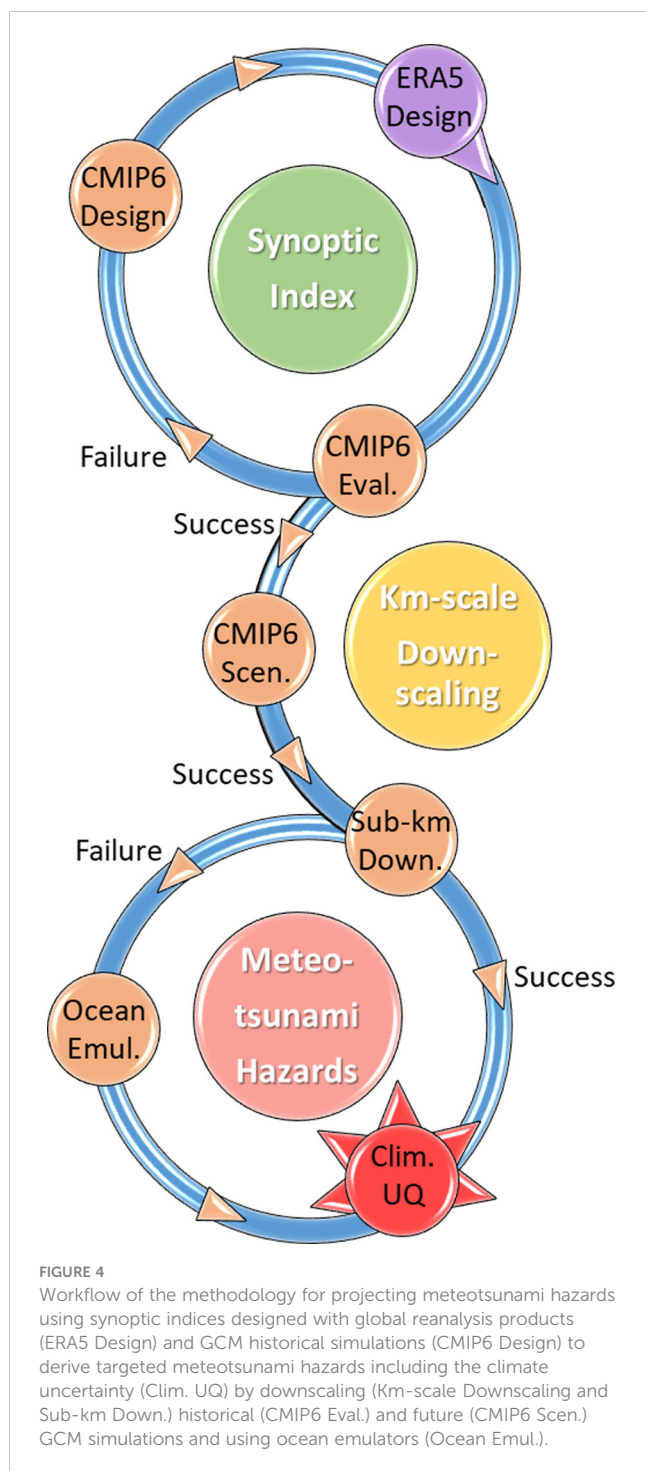 ERA5
Design
CMIP6
Design
Synoptic
Index
CMIP6
Eval.
Failure
Success
Km-scale
Down-
scaling
CMIP6
Scen.
Success
Sub-km
Down.
Failure
Meteo-
tsunami
Hazards
Success
Ocean
Emul.
Clim.
UQ
FIGURE 4
Workflow of the methodology for projecting meteotsunami hazards
using synoptic indices designed with global reanalysis products
(ERA5 Design) and GCM historical simulations (CMIP6 Design) to
derive targeted meteotsunami hazards including the climate
uncertainty (Clim. UQ) by downscaling (Km-scale Downscaling and
Sub-km Down.) historical (CMIP6 Eval.) and future (CMIP6 Scen.)
GCM simulations and using ocean emulators (Ocean Emul.).